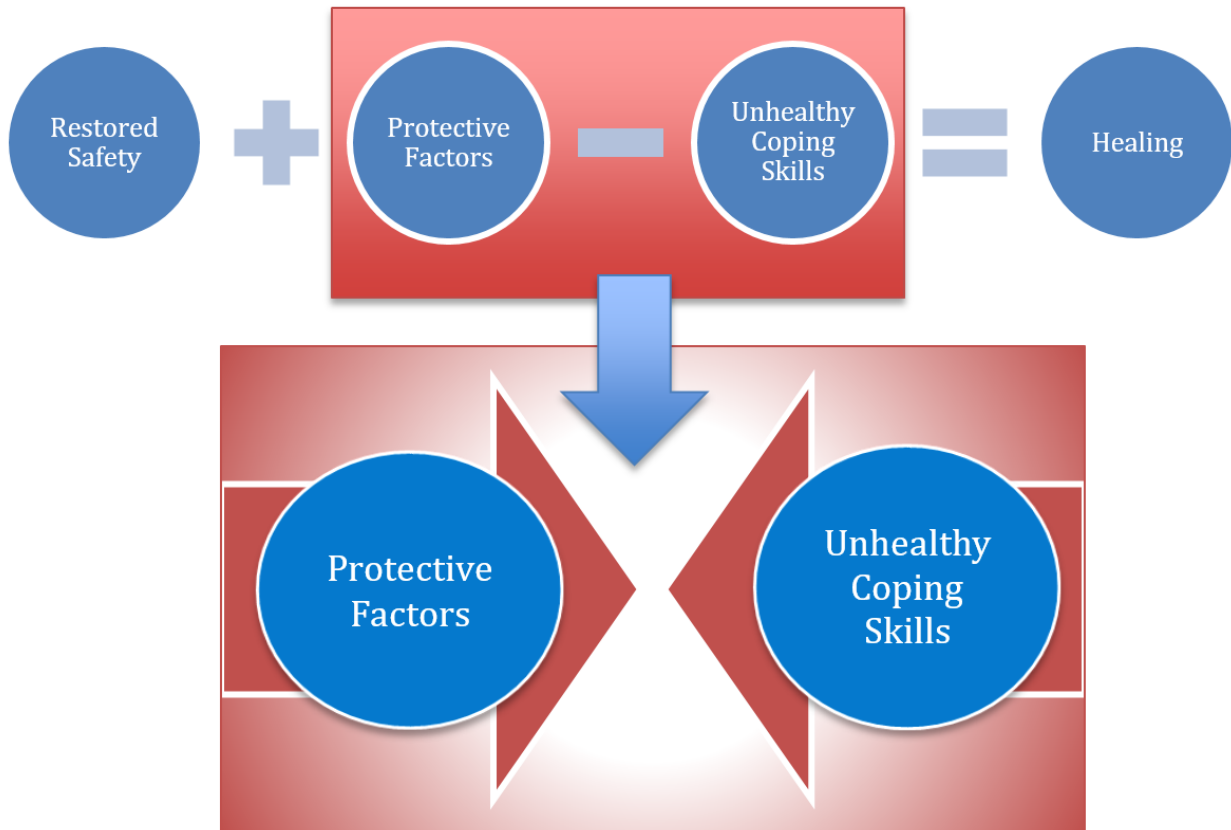 Restored
Safety
Protective
Factors
Unhealthy
Coping
Skills
Healing
Protective
Factors
Unhealthy
Coping
Skills